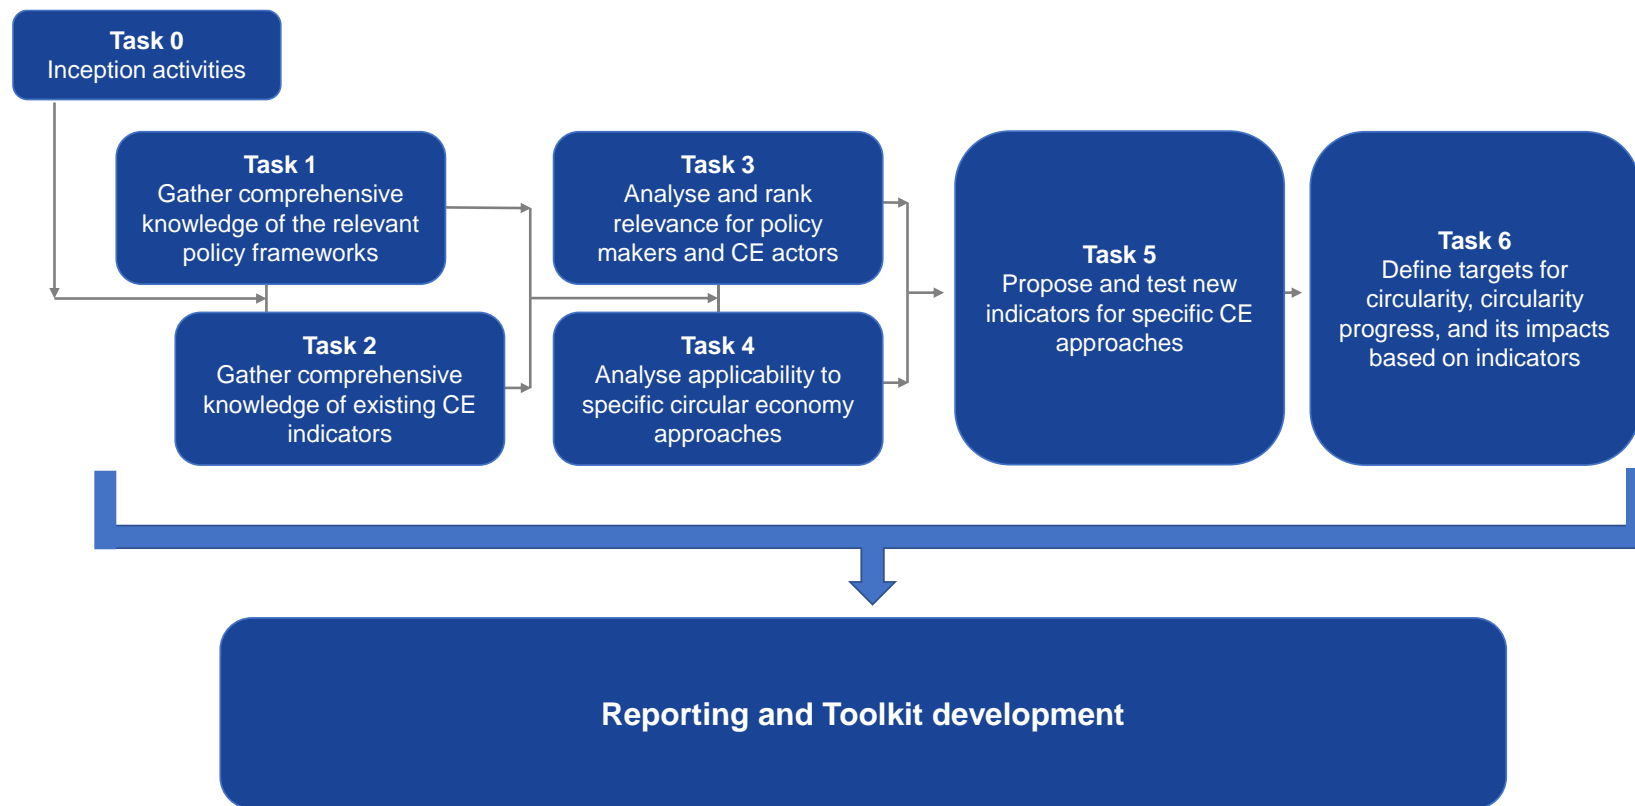 Task 0
Inception activities
Task 1
Gather comprehensive
knowledge of the relevant
policy frameworks
Task 2
Gather comprehensive
knowledge of existing CE
indicators
Task 3
Analyse and rank
relevance for policy
makers and CE actors
Task 4
Analyse applicability to
specific circular economy
approaches
Task 5
Propose and test new
indicators for specific CE
approaches
Task 6
Define targets for
circularity, circularity
progress, and its impacts
based on indicators
Reporting and Toolkit development